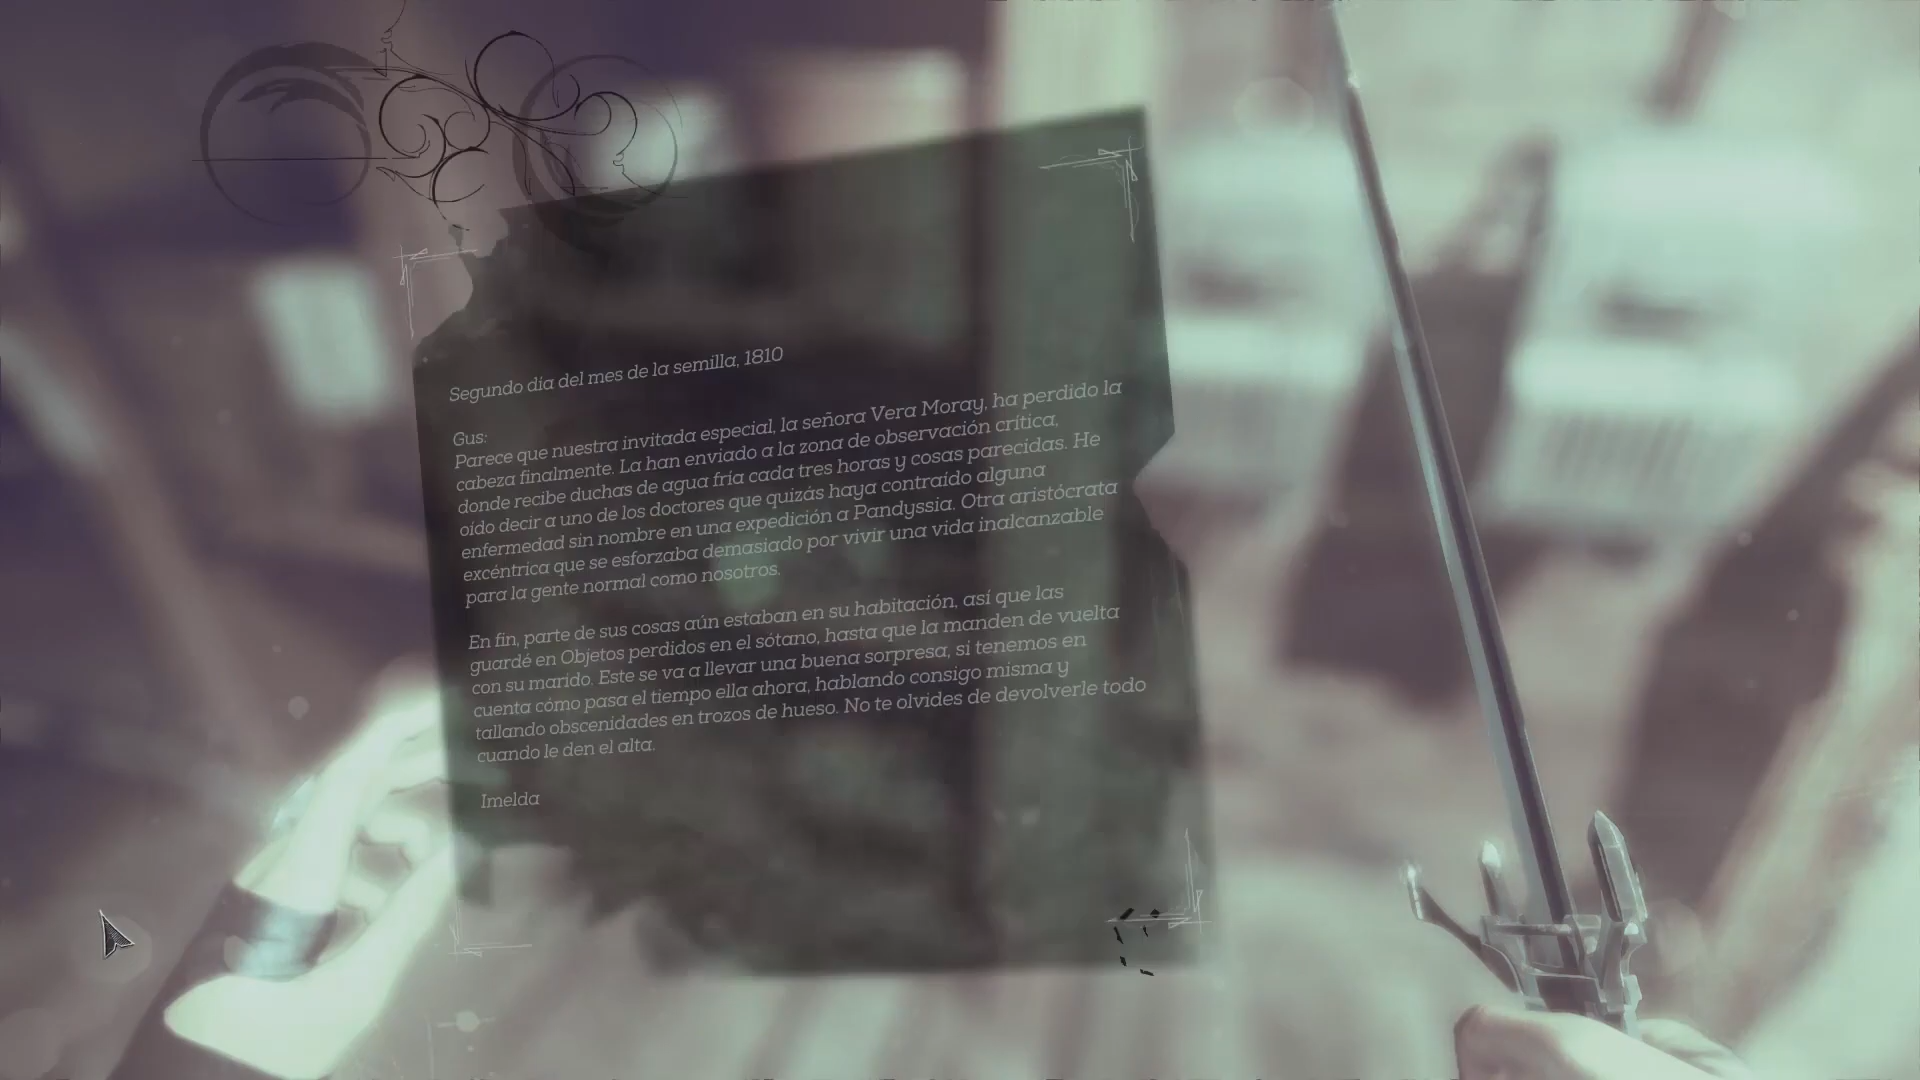 Segundo día del mes de la semilla, 1810
Gus:
Parece que nuestra invitada especial, la señora Vera Moray, ha perdido la
cabeza finalmente. La han enviado a la zona de observación crítica,
donde recibe duchas de agua fría cada tres horas y cosas parecidas. He
oído decir a uno de los doctores que quizás haya contraído alguna
enfermedad sin nombre en una expedición a Pandyssia. Otra aristócrata
excéntrica que se esforzaba demasiado por vivir una vida inalcanzable
para la gente normal como nosotros.
En fin, parte de sus cosas aún estaban en su habitación, así que las
guardé en Objetos perdidos en el sótano, hasta que la manden de vuelta
con su marido. Este se va a llevar una buena sorpresa, si tenemos en
cuenta cómo pasa el tiempo ella ahora, hablando consigo misma y
tallando obscenidades en trozos de hueso. No te olvides de devolverle todo
cuando le den el alta.
Imelda